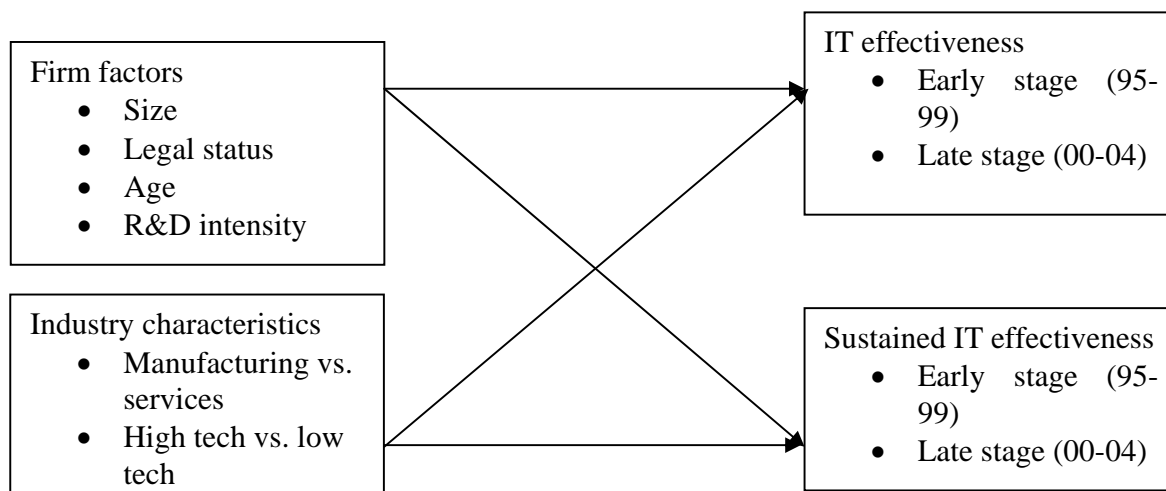 Firm factors
• Size
• Legal status
• Age
• R&D intensity
IT effectiveness
• Early stage (95-
99)
• Late stage (00-04)
Industry characteristics
• Manufacturing vs.
services
• High tech vs. low
tech
Sustained IT effectiveness
• Early stage (95-
99)
• Late stage (00-04)